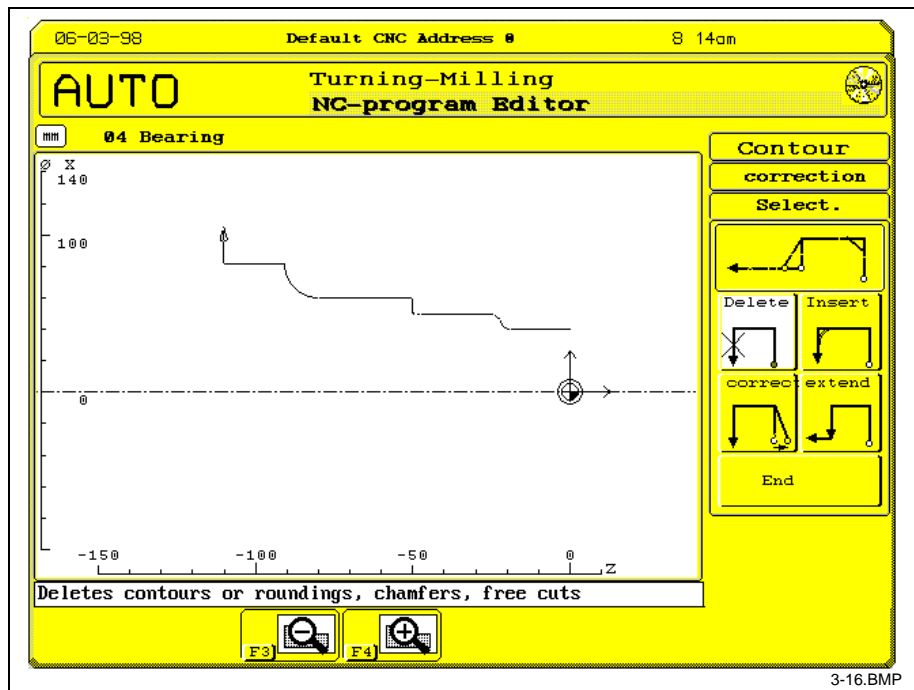 06-03-98 Default CNC Address 0 8 14am
AUTO
Turning-Milling
NC-program Editor
mm 04 Bearing
Contour
correction
Select.
Ø X
140
100
0
-150 -100 -50 0 Z
Delete Insert
correct extend
End
Deletes contours or roundings, chamfers, free cuts
F3 F4
3-16.BMP